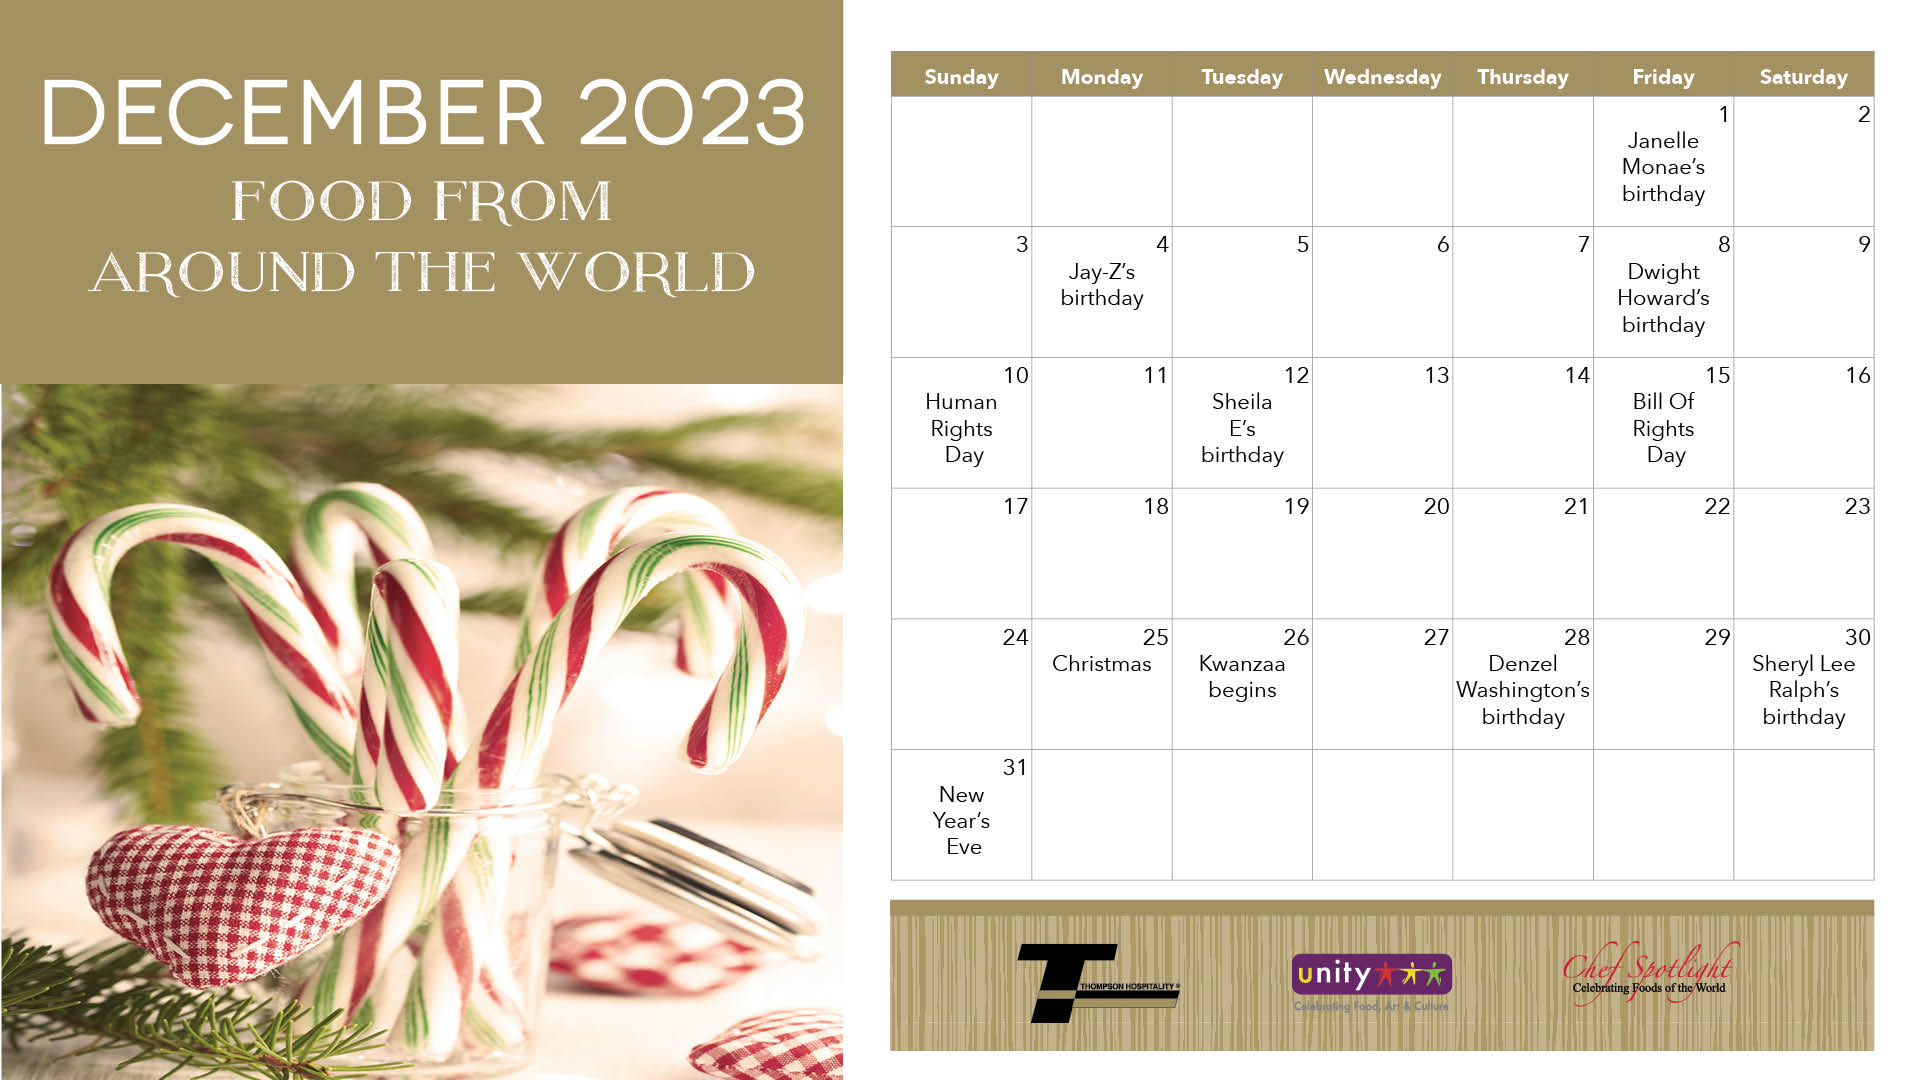 DECEMBER 2023
FOOD FROM
AROUND THE WORLD
Sunday Monday Tuesday Wednesday Thursday Friday Saturday
1
Janelle
Monae's
birthday
2
3
4
Jay-Z's
birthday
5
6
7
8
Dwight
Howard's
birthday
9
10
Human
Rights
Day
11
12
Sheila
E's
birthday
13
14
15
Bill Of
Rights
Day
16
17
18
19
20
21
22
23
24
25
Christmas
26
Kwanzaa
begins
27
28
Denzel
Washington's
birthday
29
30
Sheryl Lee
Ralph's
birthday
31
New
Year's
Eve
T
THOMPSON HOSPITALITY®
unity
Celebrating Food, Art & Culture
Chef Spotlight
Celebrating Foods of the World